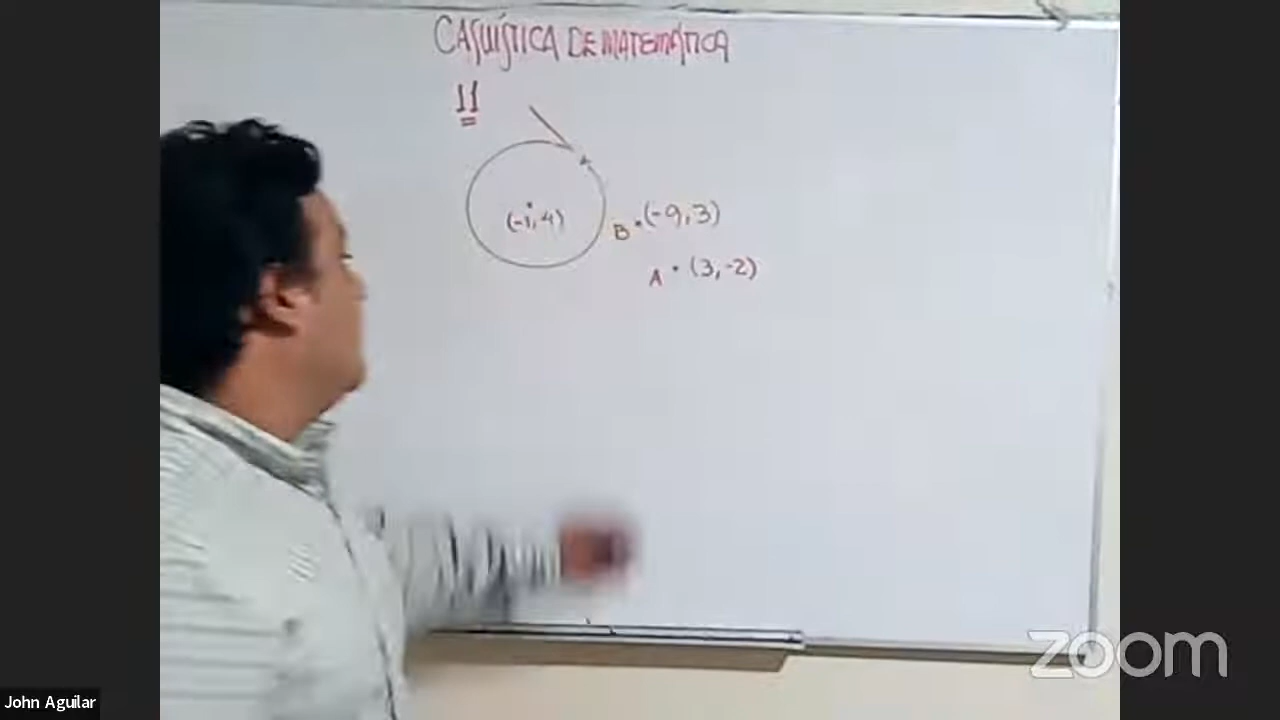 CASUÍSTICA DE MATEMÁTICA
11
(-1,4)
B (-9,3)
A (3,-2)
zoom
John Aguilar